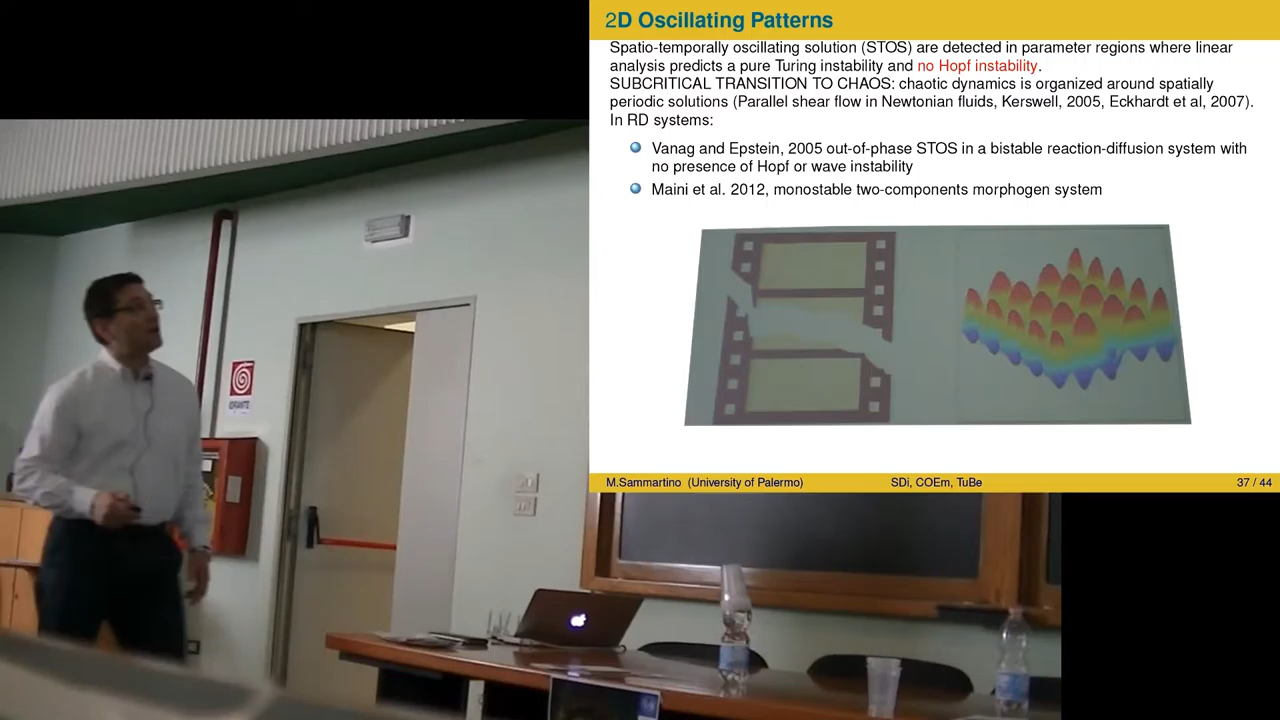 2D Oscillating Patterns
Spatio-temporally oscillating solution (STOS) are detected in parameter regions where linear
analysis predicts a pure Turing instability and no Hopf instability.
SUBCRITICAL TRANSITION TO CHAOS: chaotic dynamics is organized around spatially
periodic solutions (Parallel shear flow in Newtonian fluids, Kerswell, 2005, Eckhardt et al, 2007).
In RD systems:
Vanag and Epstein, 2005 out-of-phase STOS in a bistable reaction-diffusion system with
no presence of Hopf or wave instability
Maini et al. 2012, monostable two-components morphogen system
M.Sammartino (University of Palermo) SDi, COEm, TuBe 37 / 44
IDRANTE